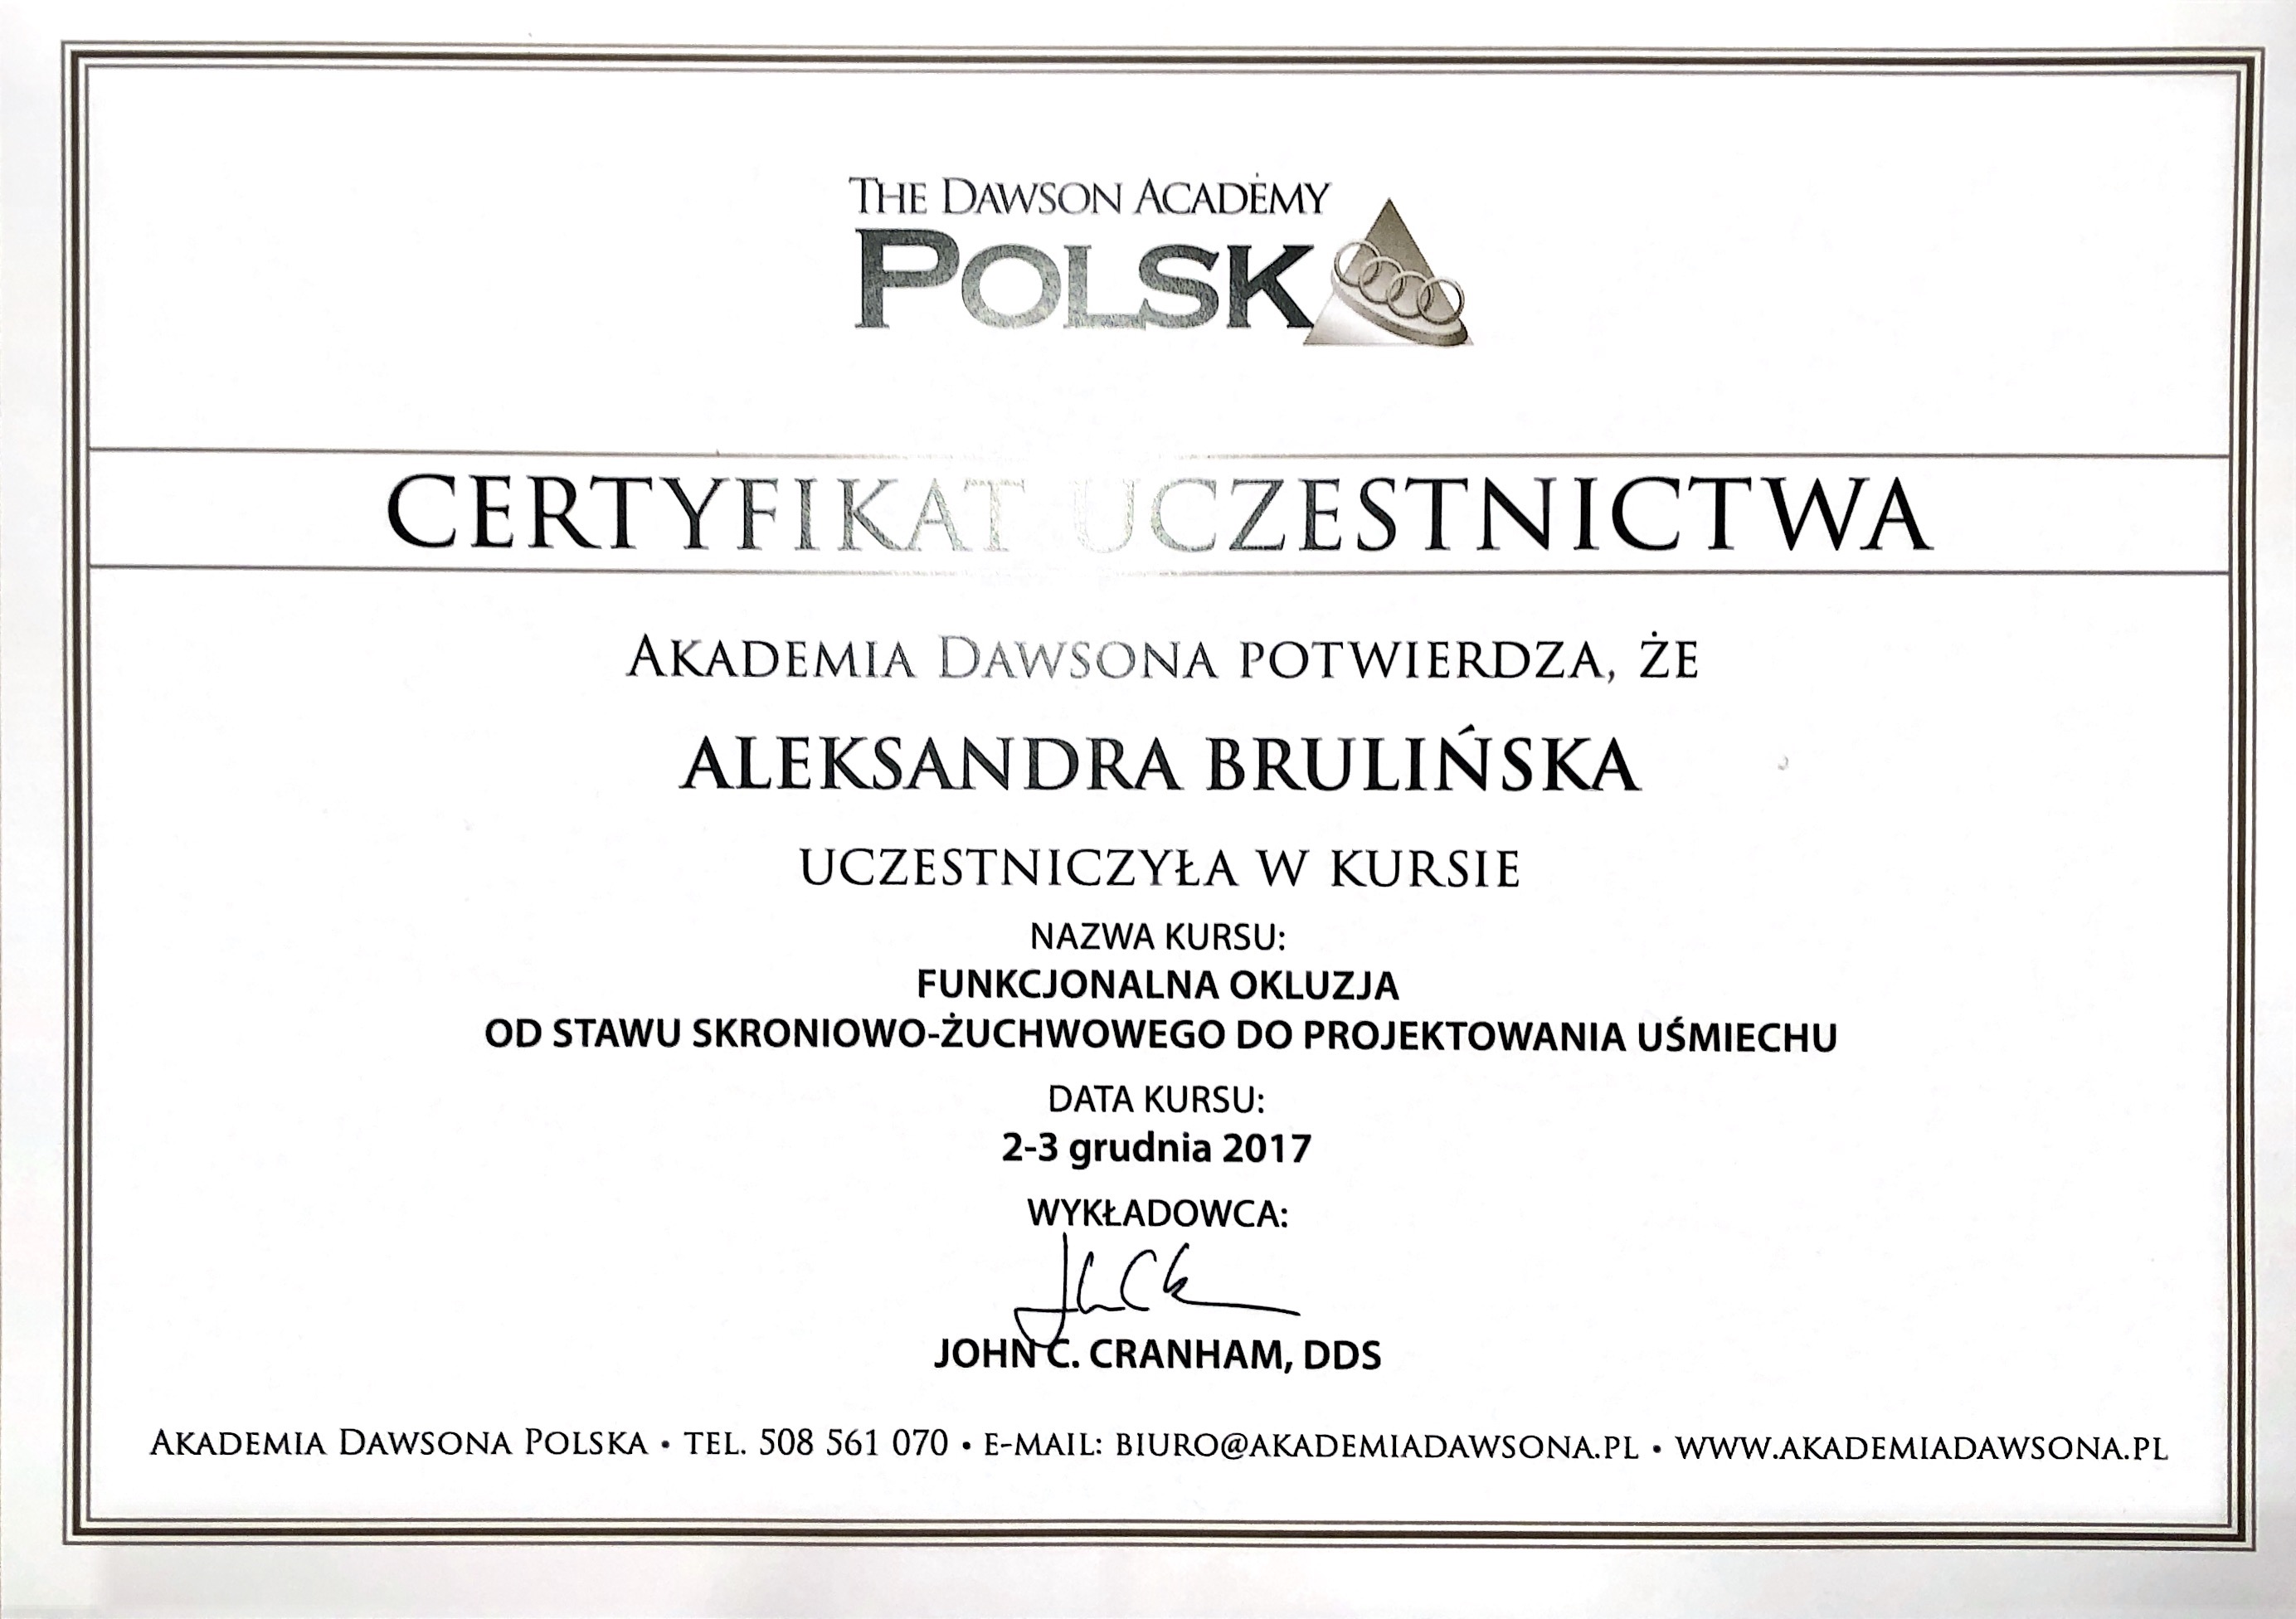 THE DAWSON ACADEMY
POLSKA
CERTYFIKAT UCZESTNICTWA
AKADEMIA DAWSONA POTWIERDZA, ŻE
ALEKSANDRA BRULIŃSKA
UCZESTNICZYŁA W KURSIE
NAZWA KURSU:
FUNKCJONALNA OKLUZJA
OD STAWU SKRONIOWO-ŻUCHWOWEGO DO PROJEKTOWANIA UŚMIECHU
DATA KURSU:
2-3 grudnia 2017
WYKŁADOWCA:
JOHN C. CRANHAM, DDS
AKADEMIA DAWSONA POLSKA • TEL. 508 561 070 • E-MAIL: BIURO@AKADEMIADAWSONA.PL • WWW.AKADEMIADAWSONA.PL